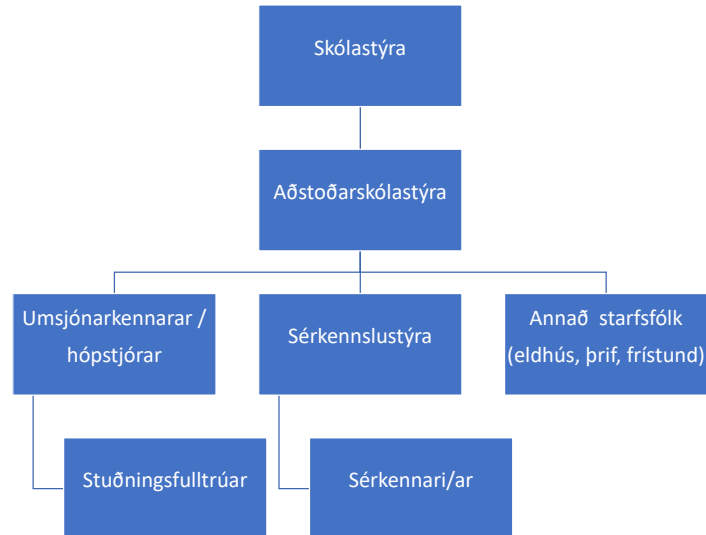 Skólastýra
Aðstoðarskólastýra
Umsjónarkennarar /
hópstjórar
Sérkennslustýra
Annað starfsfólk
(eldhús, þrif, frístund)
Stuðningsfulltrúar
Sérkennari/ar